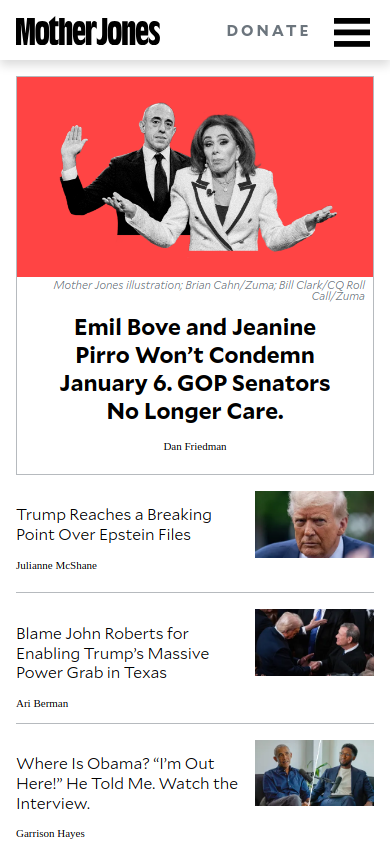 Mother Jones
DONATE
Mother Jones illustration; Brian Cahn/Zuma; Bill Clark/CQ Roll
Call/Zuma
Emil Bove and Jeanine
Pirro Won’t Condemn
January 6. GOP Senators
No Longer Care.
Dan Friedman
Trump Reaches a Breaking
Point Over Epstein Files
Julianne McShane
Blame John Roberts for
Enabling Trump’s Massive
Power Grab in Texas
Ari Berman
Where Is Obama? “I’m Out
Here!” He Told Me. Watch the
Interview.
Garrison Hayes